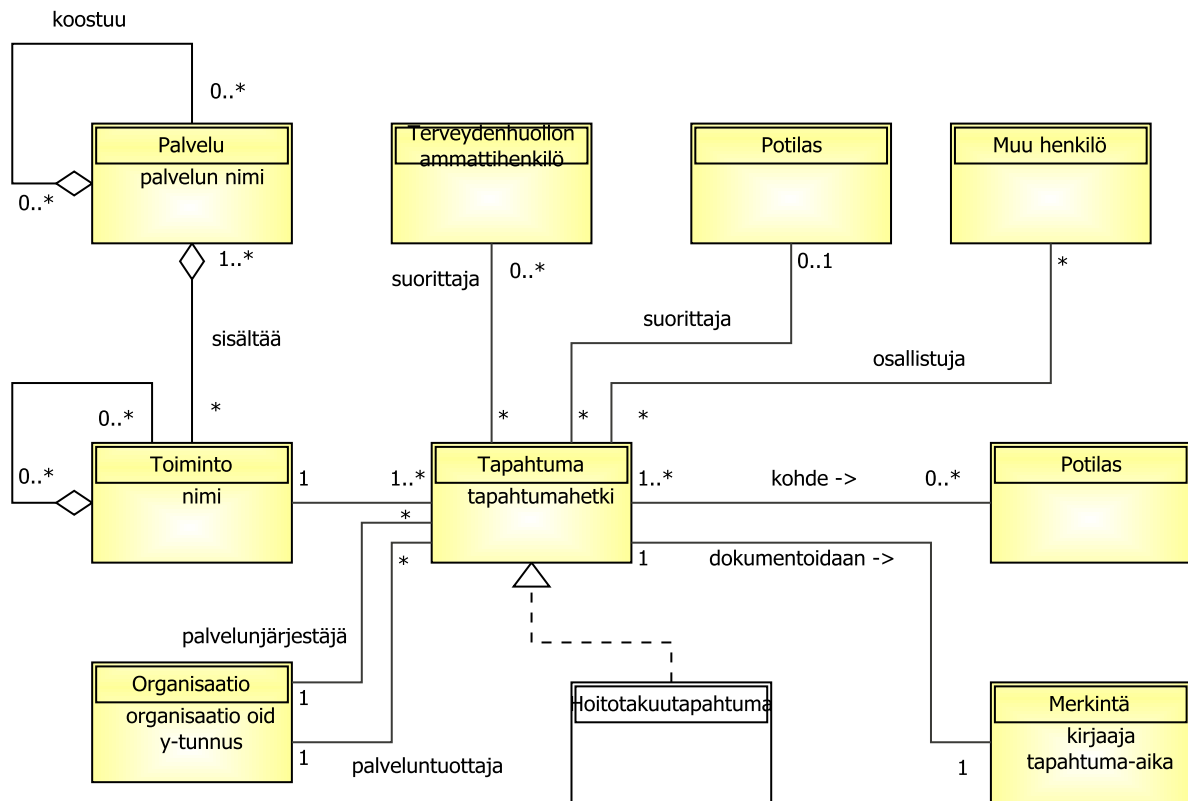 koostuu
0..*
0..*
Palvelu
palvelun nimi
1..*
sisältää
*
Terveydenhuollon
ammattihenkilö
suorittaja
0..*
*
Potilas
0..1
suorittaja
*
Muu henkilö
*
osallistuja
*
0..*
0..*
Toiminto
nimi
1
1..*
*
*
Tapahtuma
tapahtumahetki
1..*
kohde ->
0..*
Potilas
1
dokumentoidaan ->
palvelunjärjestäjä
Organisaatio
organisaatio oid
y-tunnus
1
1
palveluntuottaja
Hoitotakuutapahtuma
Merkintä
kirjaaja
tapahtuma-aika
1